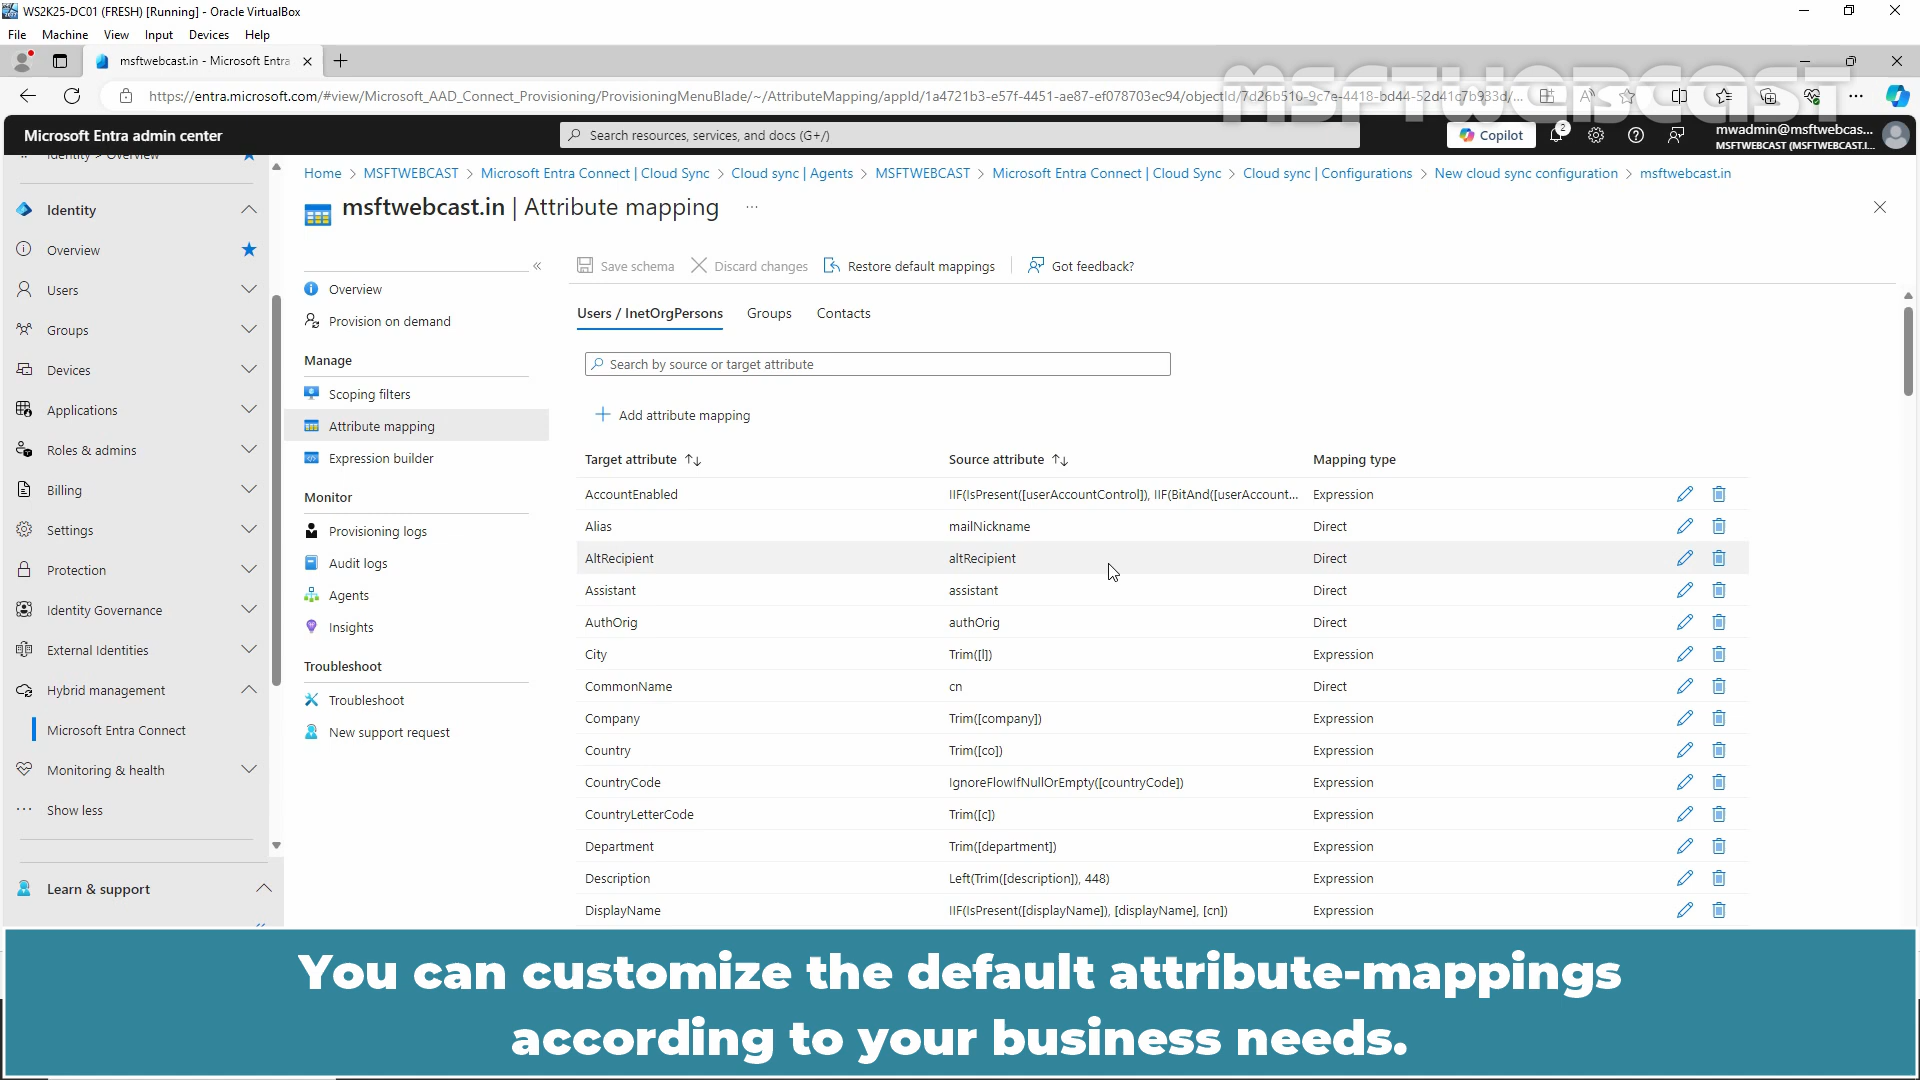 WS2K25-DC01 (FRESH) [Running] - Oracle VirtualBox
File Machine View Input Devices Help
msftwebcast.in - Microsoft Entra
MSFTWEBCAST
https://entra.microsoft.com/#view/Microsoft_AAD_Connect_Provisioning/ProvisioningMenuBlade/~/AttributeMapping/appId/1a4721b3-e57f-4451-ae87-ef078703ec94/objectId/7d26b510-9c7e-4418-bd44-52d41c7b933d/...
Microsoft Entra admin center
Search resources, services, and docs (G+/)
Copilot
2
mwadmin@msftwebcas...
MSFTWEBCAST (MSFTWEBCAST.I...
Identity > Overview
Home > MSFTWEBCAST > Microsoft Entra Connect | Cloud Sync > Cloud sync | Agents > MSFTWEBCAST > Microsoft Entra Connect | Cloud Sync > Cloud sync | Configurations > New cloud sync configuration > msftwebcast.in
msftwebcast.in | Attribute mapping ...
Identity
Overview
Users
Groups
Devices
Applications
Roles & admins
Billing
Settings
Protection
Identity Governance
External Identities
Hybrid management
Microsoft Entra Connect
Monitoring & health
Show less
Learn & support
Overview
Provision on demand
Manage
Scoping filters
Attribute mapping
Expression builder
Monitor
Provisioning logs
Audit logs
Agents
Insights
Troubleshoot
Troubleshoot
New support request
Save schema Discard changes Restore default mappings Got feedback?
Users / InetOrgPersons Groups Contacts
Search by source or target attribute
Add attribute mapping
Target attribute Source attribute Mapping type
AccountEnabled IIF(IsPresent([userAccountControl]), IIF(BitAnd([userAccount... Expression
Alias mailNickname Direct
AltRecipient altRecipient Direct
Assistant assistant Direct
AuthOrig authOrig Direct
City Trim([l]) Expression
CommonName cn Direct
Company Trim([company]) Expression
Country Trim([co]) Expression
CountryCode IgnoreFlowIfNullOrEmpty([countryCode]) Expression
CountryLetterCode Trim([c]) Expression
Department Trim([department]) Expression
Description Left(Trim([description]), 448) Expression
DisplayName IIF(IsPresent([displayName]), [displayName], [cn]) Expression
You can customize the default attribute-mappings
according to your business needs.